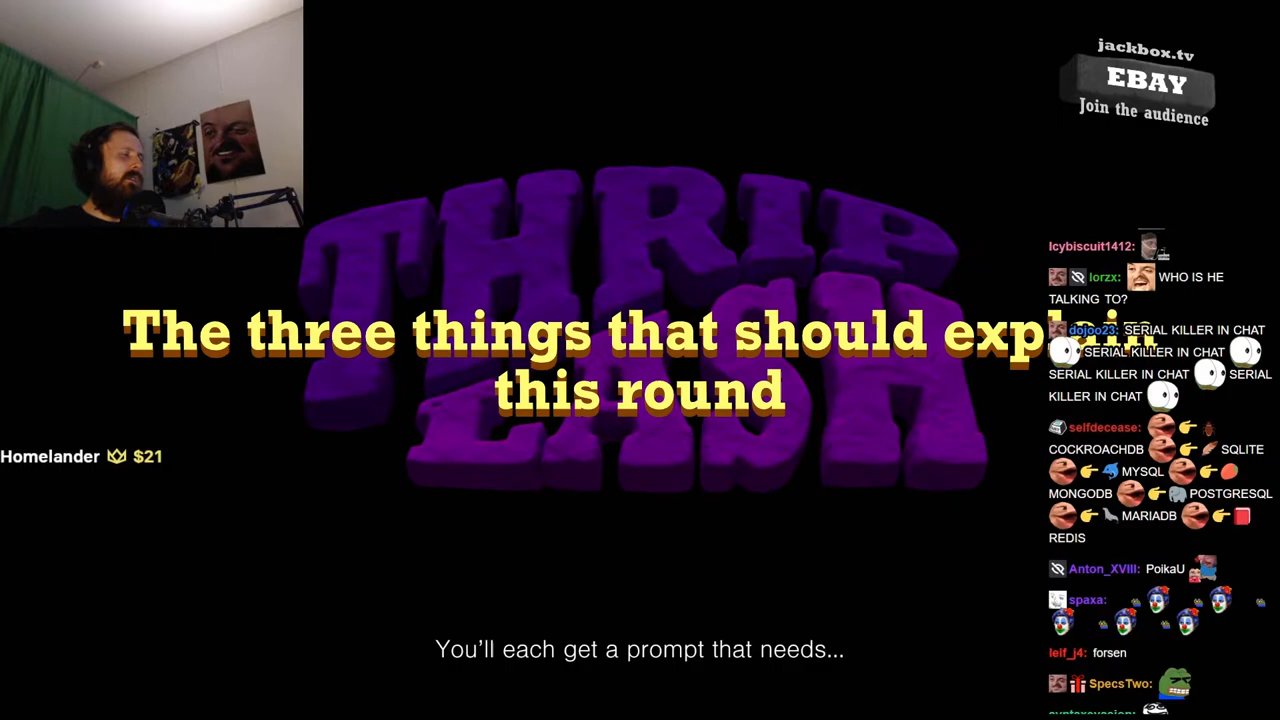 jackbox.tv
EBAY
Join the audience
THRIP
LASH
The three things that should explain
this round
Homelander $21
You'll each get a prompt that needs...
Icybiscuit1412:
lorzx: WHO IS HE
TALKING TO?
dojoo23: SERIAL KILLER IN CHAT
SERIAL KILLER IN CHAT
SERIAL KILLER IN CHAT SERIAL
KILLER IN CHAT
selfdecease:
COCKROACHDB SQLITE
MYSQL
MONGODB POSTGRESQL
MARIADB
REDIS
Anton_XVIII: PoikaU
spaxa:
leif_j4: forsen
SpecsTwo: